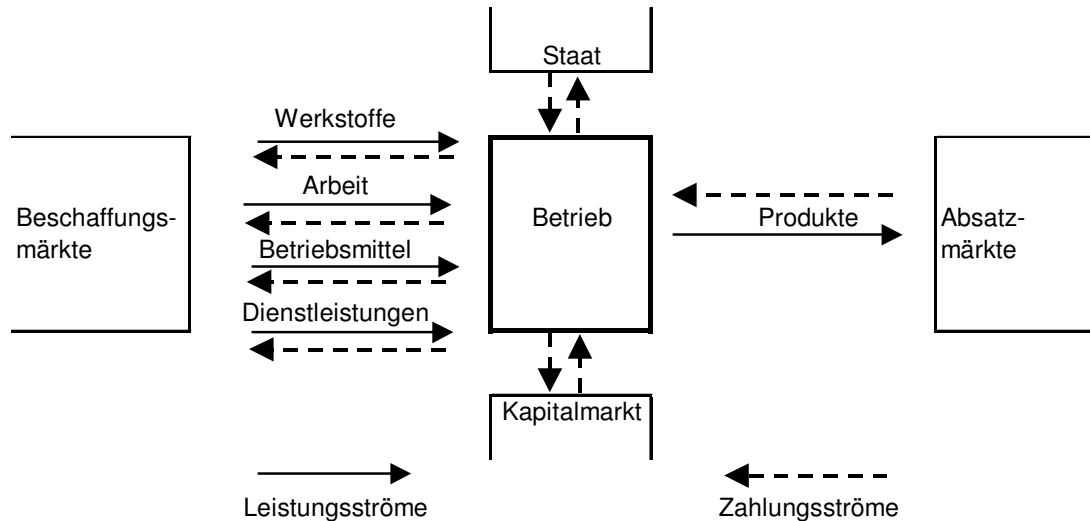 Staat
Werkstoffe
Arbeit
Beschaffungs-
märkte
Betrieb
Produkte
Absatz-
märkte
Betriebsmittel
Dienstleistungen
Kapitalmarkt
Leistungsströme
Zahlungsströme